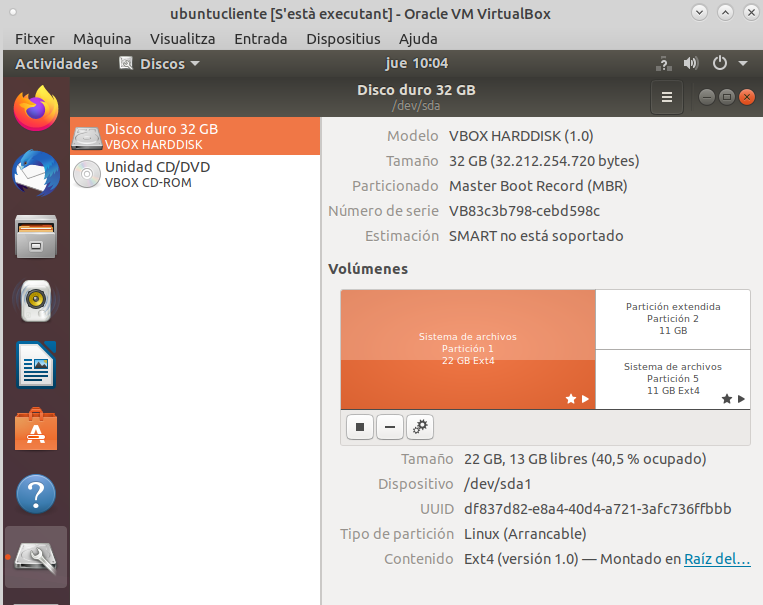 ubuntucliente [S'està executant] - Oracle VM VirtualBox
Fitxer Màquina Visualitza Entrada Dispositius Ajuda
Actividades Discos jue 10:04
Disco duro 32 GB
/dev/sda
Disco duro 32 GB
VBOX HARDDISK
Unidad CD/DVD
VBOX CD-ROM
Modelo VBOX HARDDISK (1.0)
Tamaño 32 GB (32.212.254.720 bytes)
Particionado Master Boot Record (MBR)
Número de serie VB83c3b798-cebd598c
Estimación SMART no está soportado
Volúmenes
Sistema de archivos
Partición 1
22 GB Ext4
Partición extendida
Partición 2
11 GB
Sistema de archivos
Partición 5
11 GB Ext4
Tamaño 22 GB, 13 GB libres (40,5 % ocupado)
Dispositivo /dev/sda1
UUID df837d82-e8a4-40d4-a721-3afc736ffbbb
Tipo de partición Linux (Arrancable)
Contenido Ext4 (versión 1.0) — Montado en Raíz del…